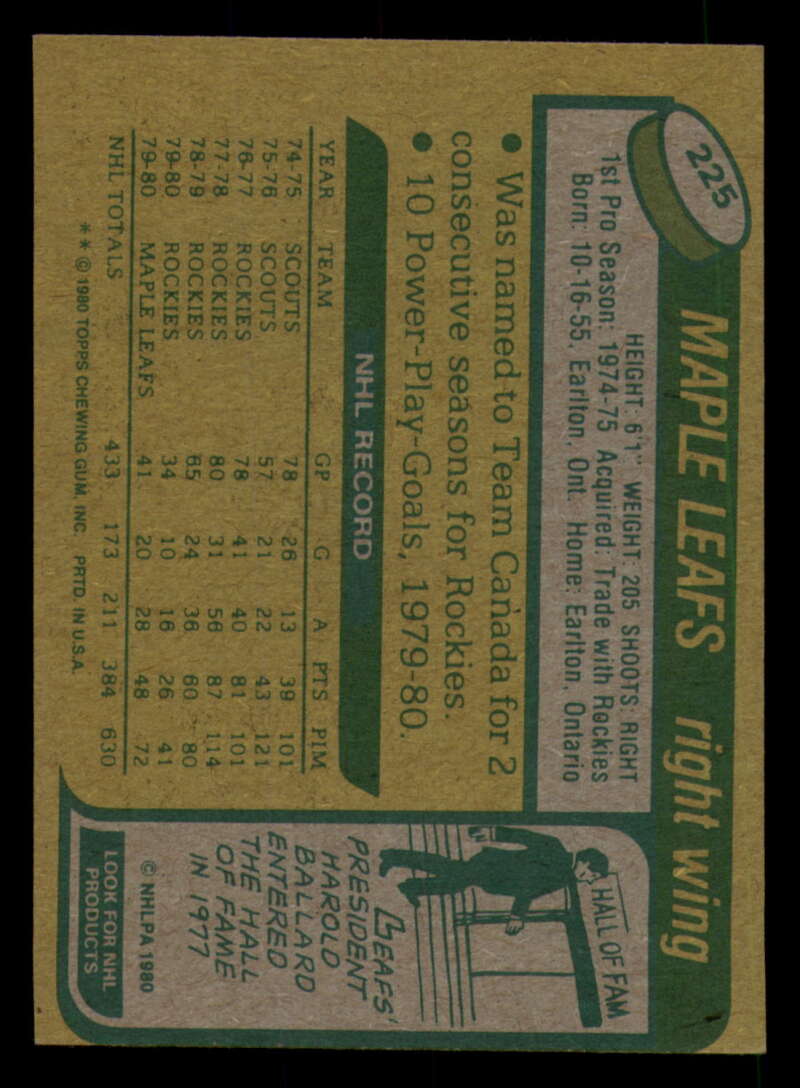 225
MAPLE LEAFS right wing
HEIGHT: 6'1" WEIGHT: 205 SHOOTS: RIGHT
1st Pro Season: 1974-75 Acquired: Trade with Rockies
Born: 10-16-55, Earlton, Ont. Home: Earlton, Ontario
• Was named to Team Canada for 2
consecutive seasons for Rockies.
• 10 Power-Play-Goals, 1979-80.
NHL RECORD
YEAR TEAM GP G A PTS PIM
74-75 SCOUTS 78 26 13 39 101
75-76 SCOUTS 57 21 22 43 121
76-77 ROCKIES 78 41 40 81 101
77-78 ROCKIES 80 31 56 87 114
78-79 ROCKIES 65 24 36 60 80
79-80 ROCKIES 34 10 16 26 41
79-80 MAPLE LEAFS 41 20 28 48 72
NHL TOTALS 433 173 211 384 630
** © 1980 TOPPS CHEWING GUM, INC. PRTD. IN U.S.A.
HALL OF FAM
LEAFS'
PRESIDENT
HAROLD
BALLARD
ENTERED
THE HALL
OF FAME
IN 1977
© NHLPA 1980
LOOK FOR NHL
PRODUCTS